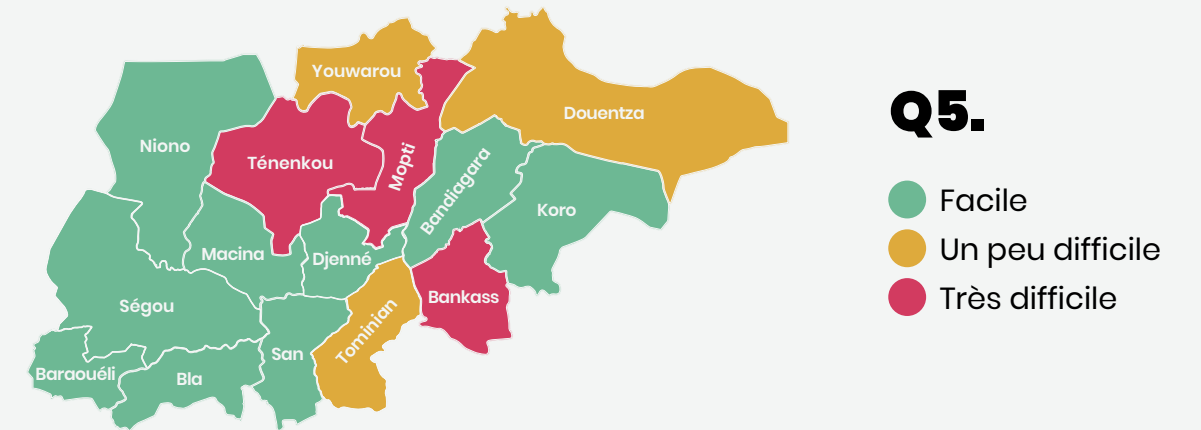 Youwarou
Douentza
Niono
Ténenkou
Mopti
Bandiagara
Koro
Macina
Djenné
Bankass
Ségou
Tominian
San
Baraouéli
Bla
Q5.
Facile
Un peu difficile
Très difficile